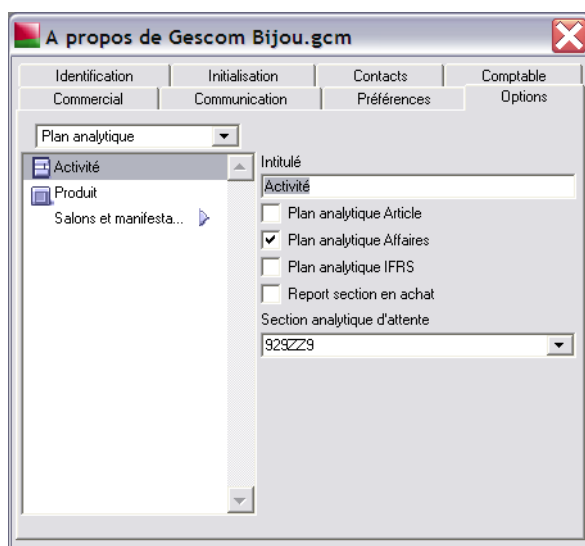 A propos de Gescom Bijou.gcm
Identification Initialisation Contacts Comptable
Commercial Communication Préférences Options
Plan analytique
Activité
Produit
Salons et manifesta...
Intitulé
Activité
Plan analytique Article
Plan analytique Affaires
Plan analytique IFRS
Report section en achat
Section analytique d'attente
929ZZ9